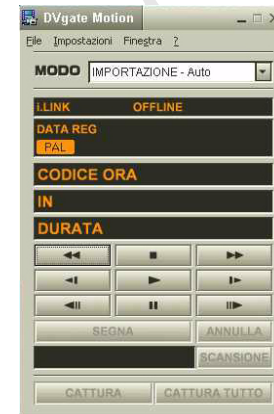 DVgate Motion
File Impostazioni Finestra ?
MODO IMPORTAZIONE - Auto
i.LINK OFFLINE
DATA REG
PAL
CODICE ORA
IN
DURATA
SEGNA ANNULLA
SCANSIONE
CATTURA CATTURA TUTTO